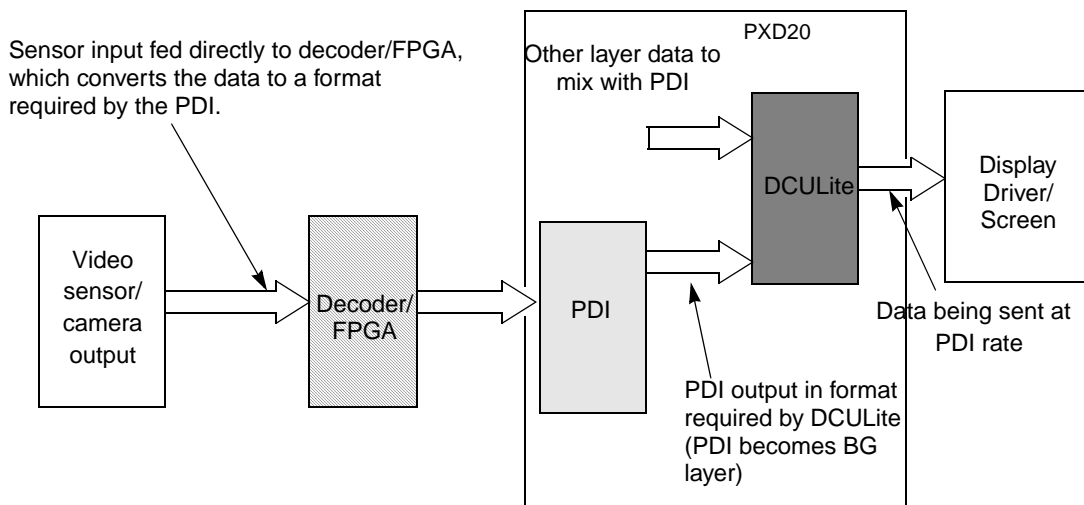 PXD20
Sensor input fed directly to decoder/FPGA,
which converts the data to a format
required by the PDI.
Other layer data to
mix with PDI
DCULite
Display
Driver/
Screen
Video
sensor/
camera
output
Decoder/
FPGA
PDI
Data being sent at
PDI rate
PDI output in format
required by DCULite
(PDI becomes BG
layer)